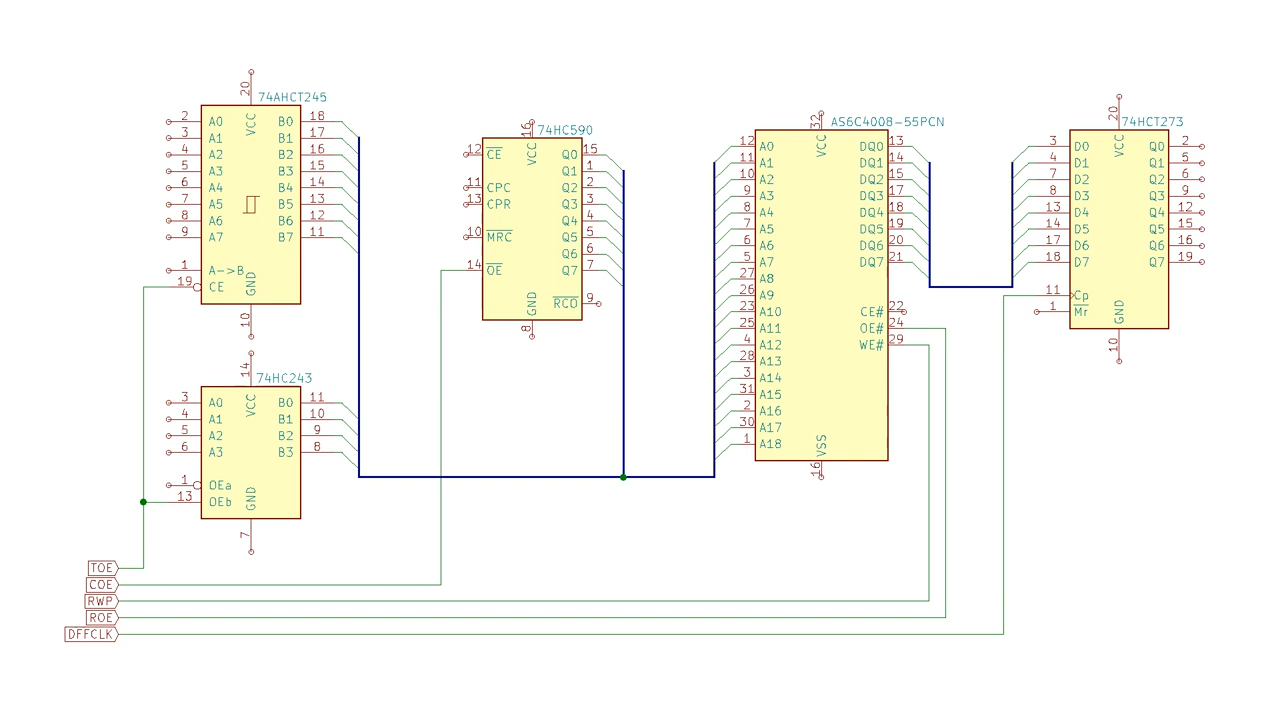 74AHCT245
20
VCC
2 A0 B0 18
3 A1 B1 17
4 A2 B2 16
5 A3 B3 15
6 A4 B4 14
7 A5 B5 13
8 A6 B6 12
9 A7 B7 11
1 A->B
19 CE
GND
10
74HC243
14
VCC
3 A0 B0 11
4 A1 B1 10
5 A2 B2 9
6 A3 B3 8
1 OEa
13 OEb
GND
7
74HC590
16
VCC
12 CE Q0 15
Q1 1
11 CPC Q2 2
13 CPR Q3 3
Q4 4
10 MRC Q5 5
Q6 6
14 OE Q7 7
RCO 9
GND
8
AS6C4008-55PCN
32
VCC
12 A0 DQ0 13
11 A1 DQ1 14
10 A2 DQ2 15
9 A3 DQ3 17
8 A4 DQ4 18
7 A5 DQ5 19
6 A6 DQ6 20
5 A7 DQ7 21
27 A8
26 A9
23 A10 CE# 22
25 A11 OE# 24
4 A12 WE# 29
28 A13
3 A14
31 A15
2 A16
30 A17
1 A18
VSS
16
74HCT273
20
VCC
3 D0 Q0 2
4 D1 Q1 5
7 D2 Q2 6
8 D3 Q3 9
13 D4 Q4 12
14 D5 Q5 15
17 D6 Q6 16
18 D7 Q7 19
11 Cp
1 Mr
GND
10
TOE
COE
RWP
ROE
DFFCLK